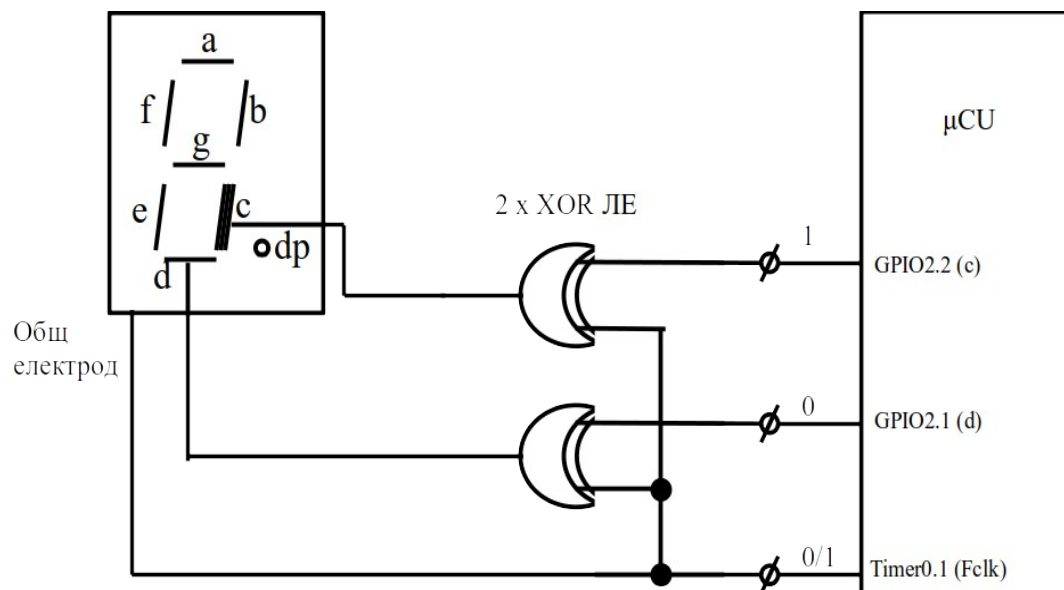 a
f
b
g
e
c
dp
d
Общ
електрод
2 x XOR ЛЕ
μCU
1
GPIO2.2 (c)
0
GPIO2.1 (d)
0/1
Timer0.1 (Fclk)